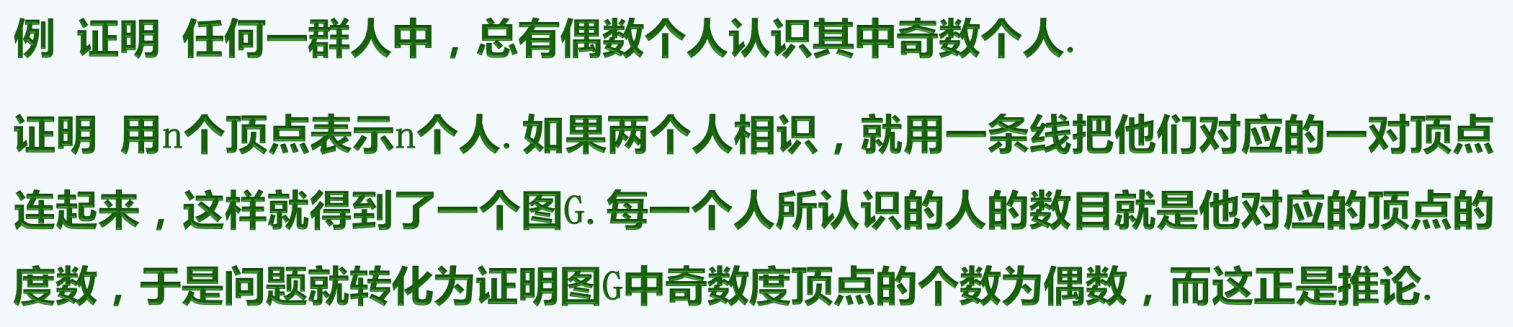 例 证明 任何一群人中，总有偶数个人认识其中奇数个人.
证明 用n个顶点表示n个人.如果两个人相识，就用一条线把他们对应的一对顶点
连起来，这样就得到了一个图G.每一个人所认识的人的数目就是他对应的顶点的
度数，于是问题就转化为证明图G中奇数度顶点的个数为偶数，而这正是推论.